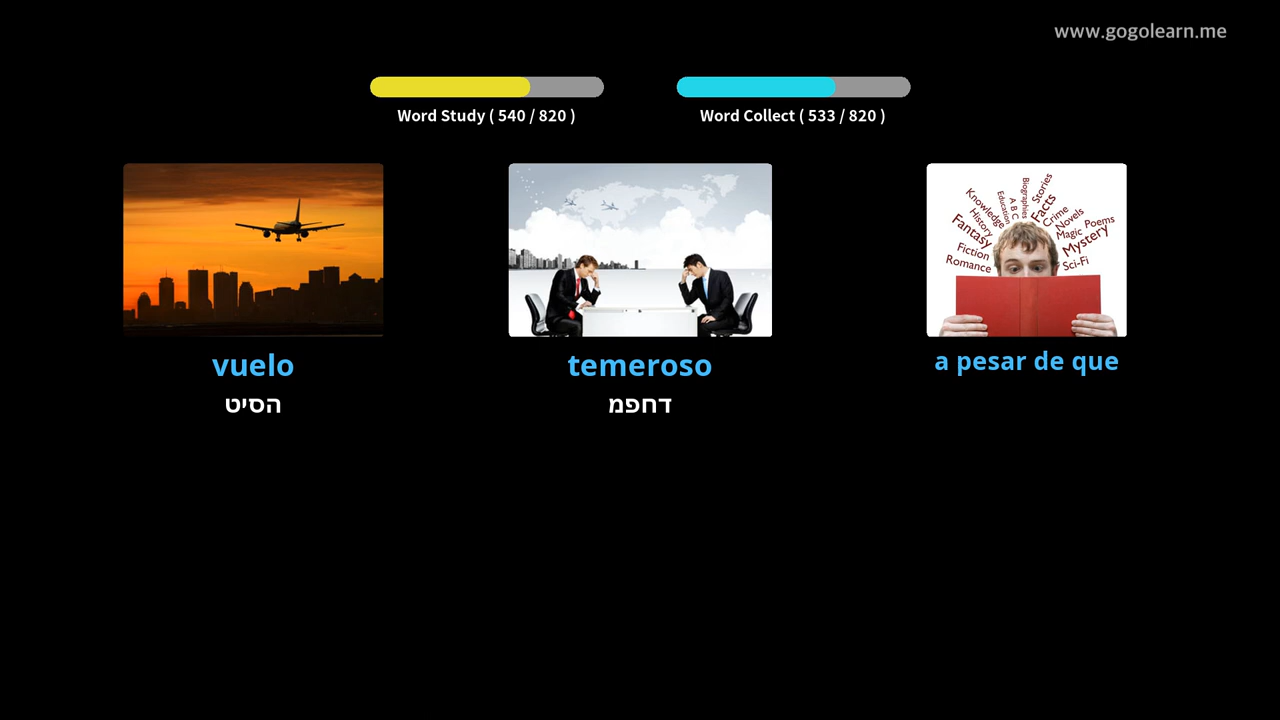 www.gogolearn.me
Word Study ( 540 / 820 )
Word Collect ( 533 / 820 )
Knowledge
History
Fantasy
Fiction
Romance
Education
A B C
Biographies
Stories
Facts
Crime
Novels
Magic
Poems
Mystery
Sci-Fi
vuelo
הסיט
temeroso
דחפמ
a pesar de que